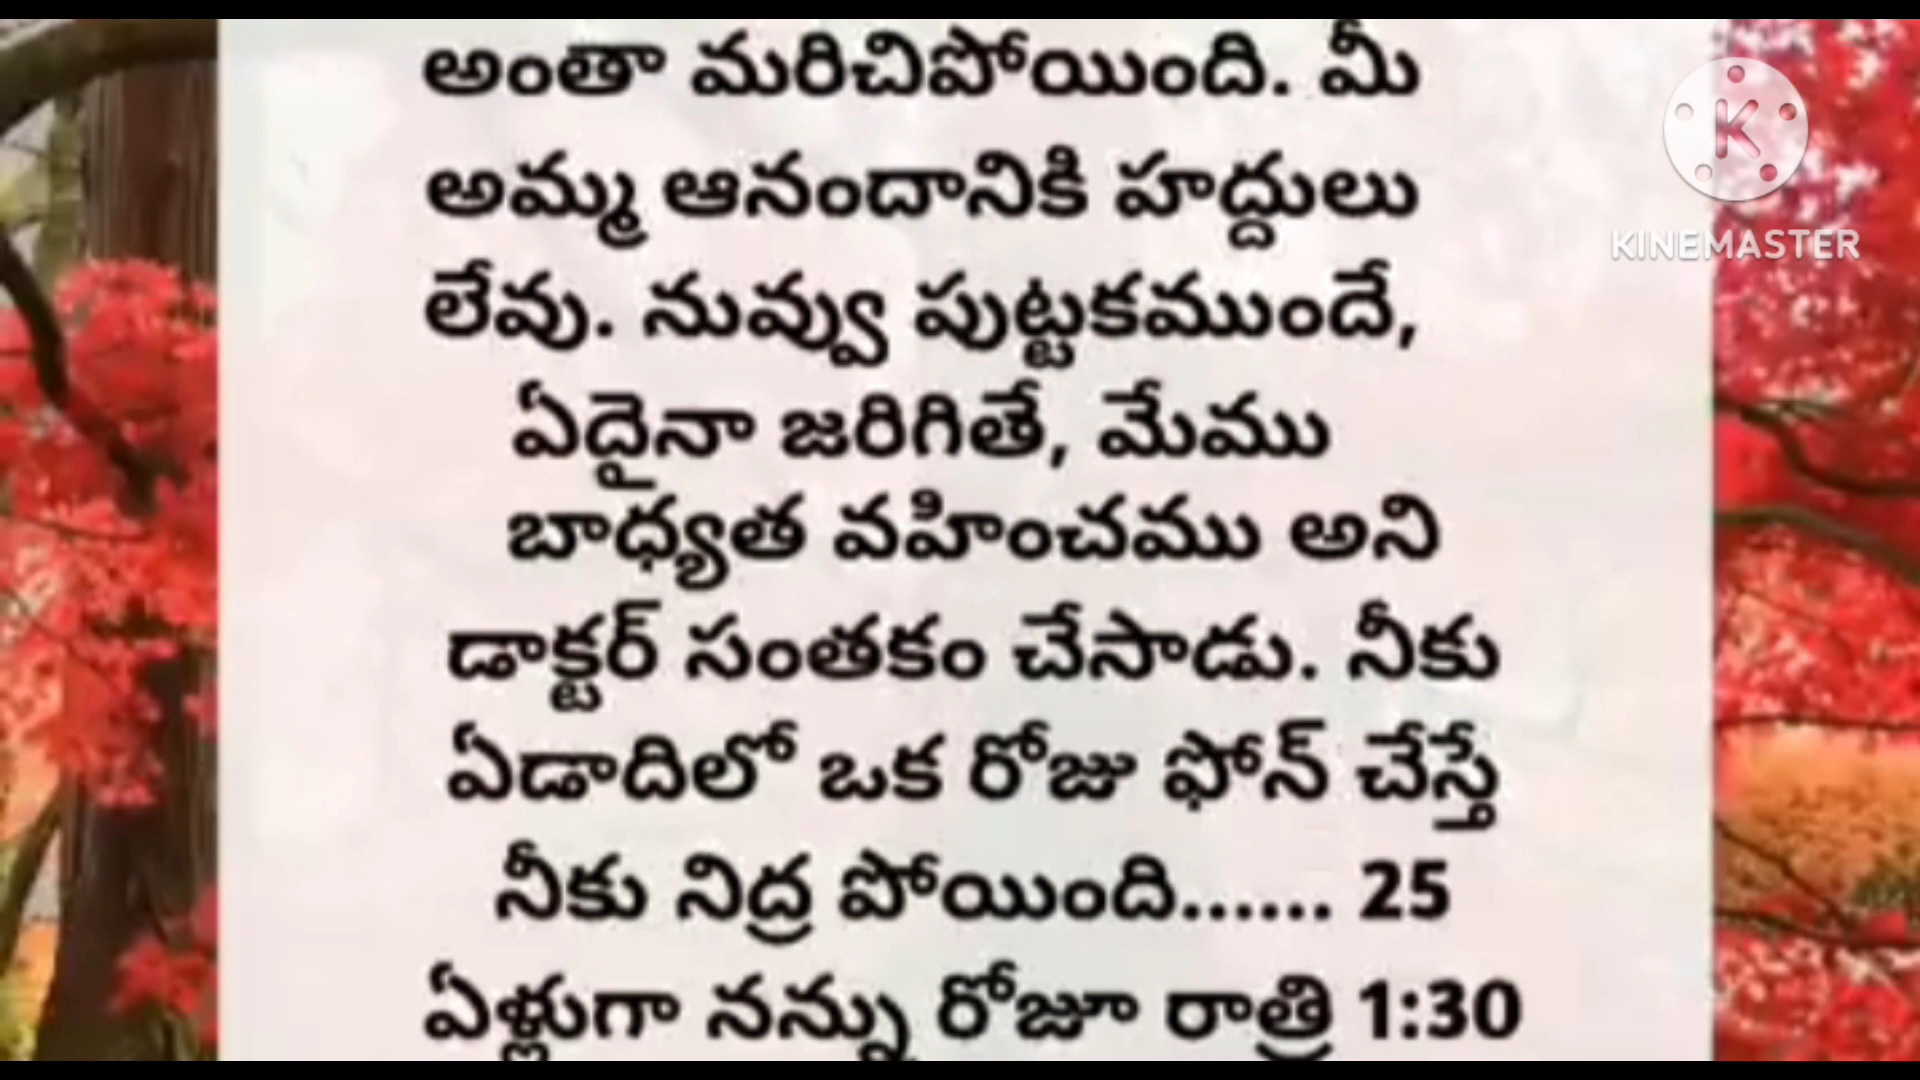 అంతా మరిచిపోయింది. మీ
అమ్మ ఆనందానికి హద్దులు
లేవు. నువ్వు పుట్టకముందే,
ఏదైనా జరిగితే, మేము
బాధ్యత వహించము అని
డాక్టర్ సంతకం చేసాడు. నీకు
ఏడాదిలో ఒక రోజు ఫోన్ చేస్తే
నీకు నిద్ర పోయింది...... 25
ఏళ్లుగా నన్ను రోజూ రాత్రి 1:30
K
KINEMASTER